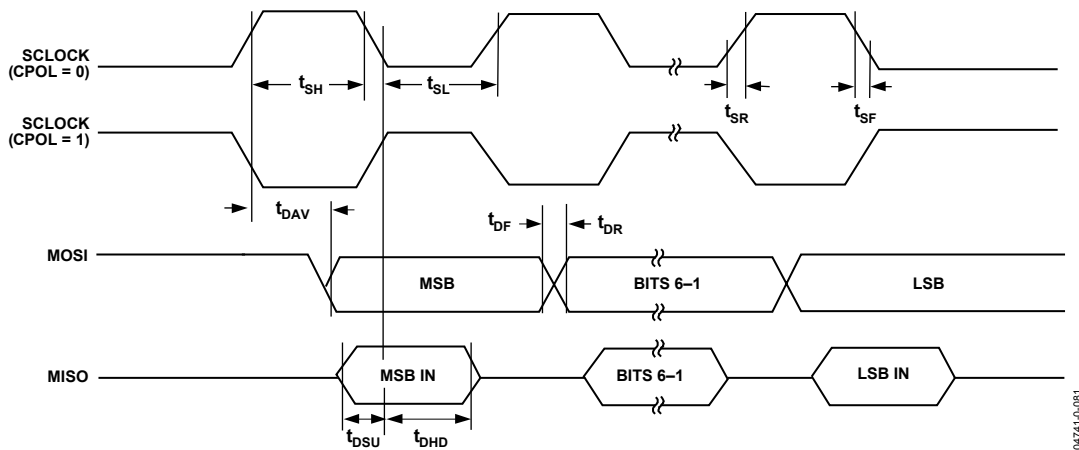 SCLOCK
(CPOL = 0)
tSH
tSL
tSR
tSF
SCLOCK
(CPOL = 1)
tDAV
tDF
tDR
MOSI
MSB
BITS 6–1
LSB
MISO
MSB IN
BITS 6–1
LSB IN
tDSU
tDHD
04741-0-081